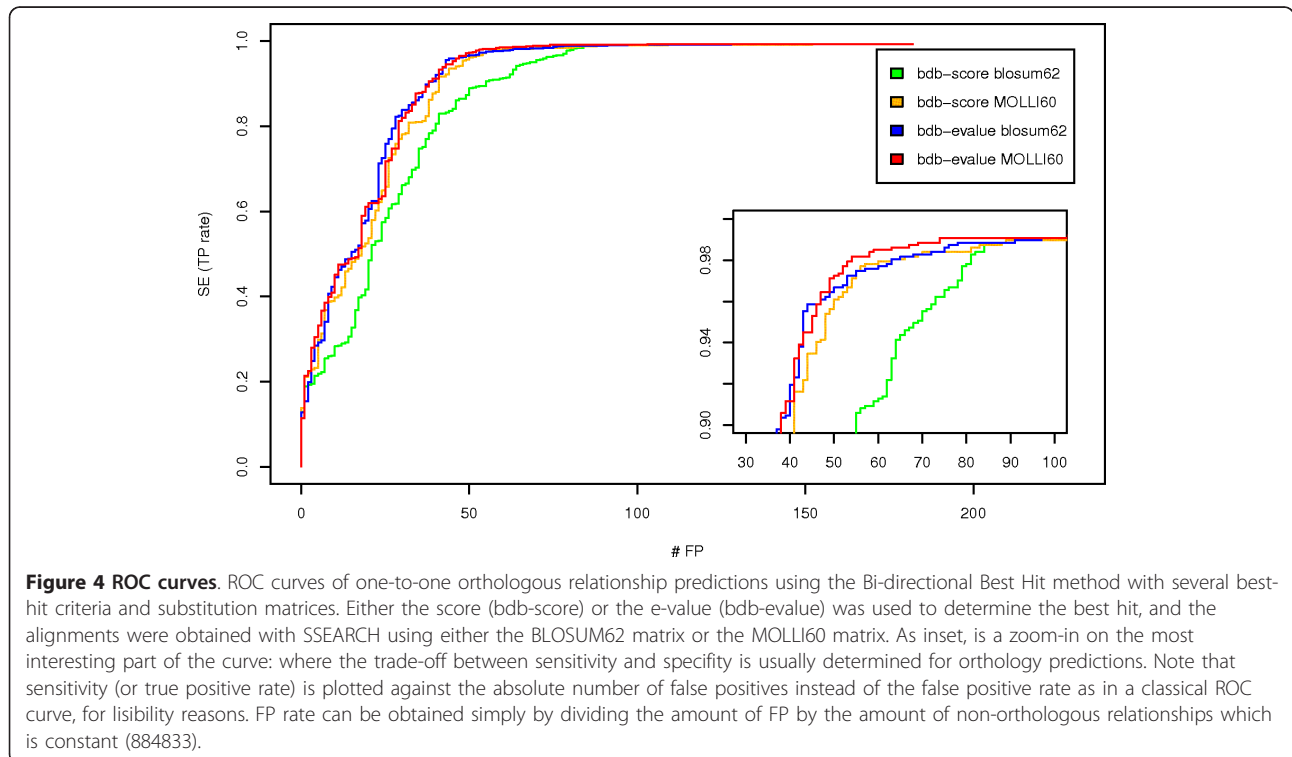 1.0
0.8
0.6
0.4
0.2
0.0
SE (TP rate)
bdb-score blosum62
bdb-score MOLLI60
bdb-evalue blosum62
bdb-evalue MOLLI60
0.98
0.94
0.90
30 40 50 60 70 80 90 100
0 50 100 150 200
# FP
Figure 4 ROC curves. ROC curves of one-to-one orthologous relationship predictions using the Bi-directional Best Hit method with several best-
hit criteria and substitution matrices. Either the score (bdb-score) or the e-value (bdb-evalue) was used to determine the best hit, and the
alignments were obtained with SSEARCH using either the BLOSUM62 matrix or the MOLLI60 matrix. As inset, is a zoom-in on the most
interesting part of the curve: where the trade-off between sensitivity and specifity is usually determined for orthology predictions. Note that
sensitivity (or true positive rate) is plotted against the absolute number of false positives instead of the false positive rate as in a classical ROC
curve, for lisibility reasons. FP rate can be obtained simply by dividing the amount of FP by the amount of non-orthologous relationships which
is constant (884833).